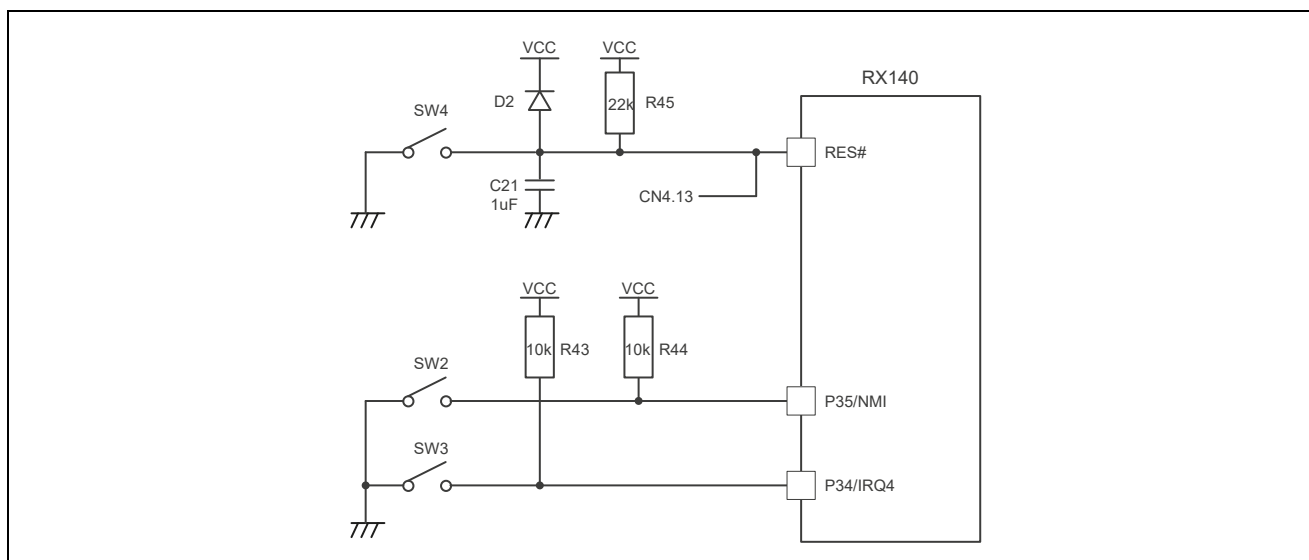 VCC VCC
RX140
D2 22k R45
SW4
RES#
C21
1uF
CN4.13
VCC VCC
10k R43 10k R44
SW2
P35/NMI
SW3
P34/IRQ4